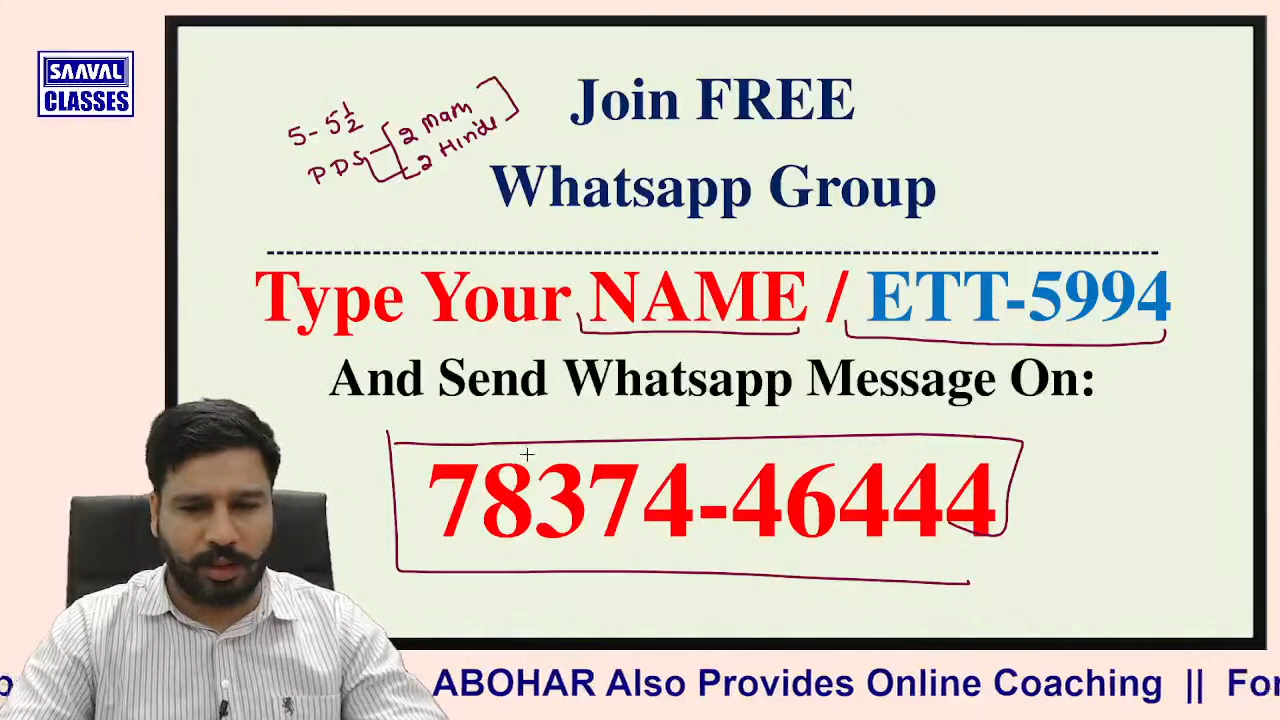 SAAVAL
CLASSES
Join FREE
5-5½
2 Mam
PDS
2 Hindi
Whatsapp Group
Type Your NAME / ETT-5994
And Send Whatsapp Message On:
78374-46444
ABOHAR Also Provides Online Coaching || For